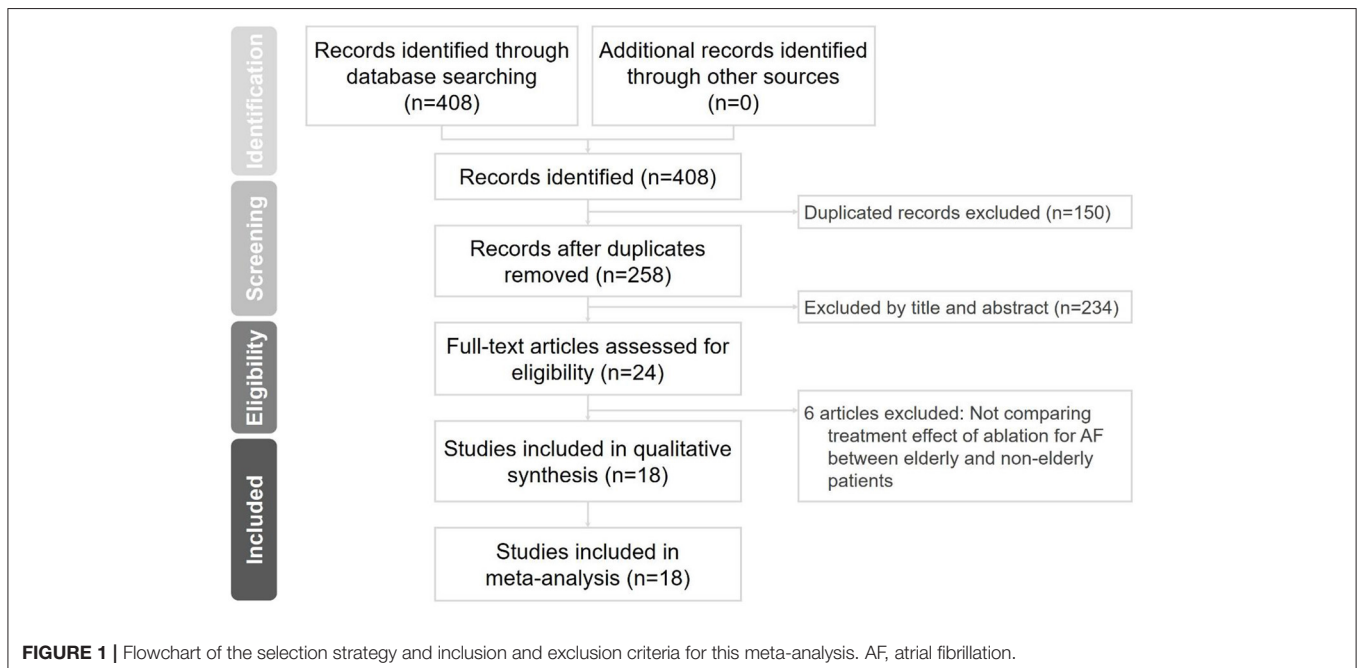 Identification
Records identified through
database searching
(n=408)
Additional records identified
through other sources
(n=0)
Records identified (n=408)
Screening
Duplicated records excluded (n=150)
Records after duplicates
removed (n=258)
Excluded by title and abstract (n=234)
Eligibility
Full-text articles assessed for
eligibility (n=24)
6 articles excluded: Not comparing
treatment effect of ablation for AF
between elderly and non-elderly
patients
Included
Studies included in qualitative
synthesis (n=18)
Studies included in
meta-analysis (n=18)
FIGURE 1 | Flowchart of the selection strategy and inclusion and exclusion criteria for this meta-analysis. AF, atrial fibrillation.